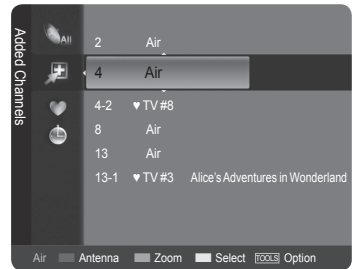 Added Channels
All
2 Air
4 Air
4-2 ♥ TV #8
8 Air
13 Air
13-1 ♥ TV #3 Alice's Adventures in Wonderland
Air Antenna Zoom Select TOOLS Option